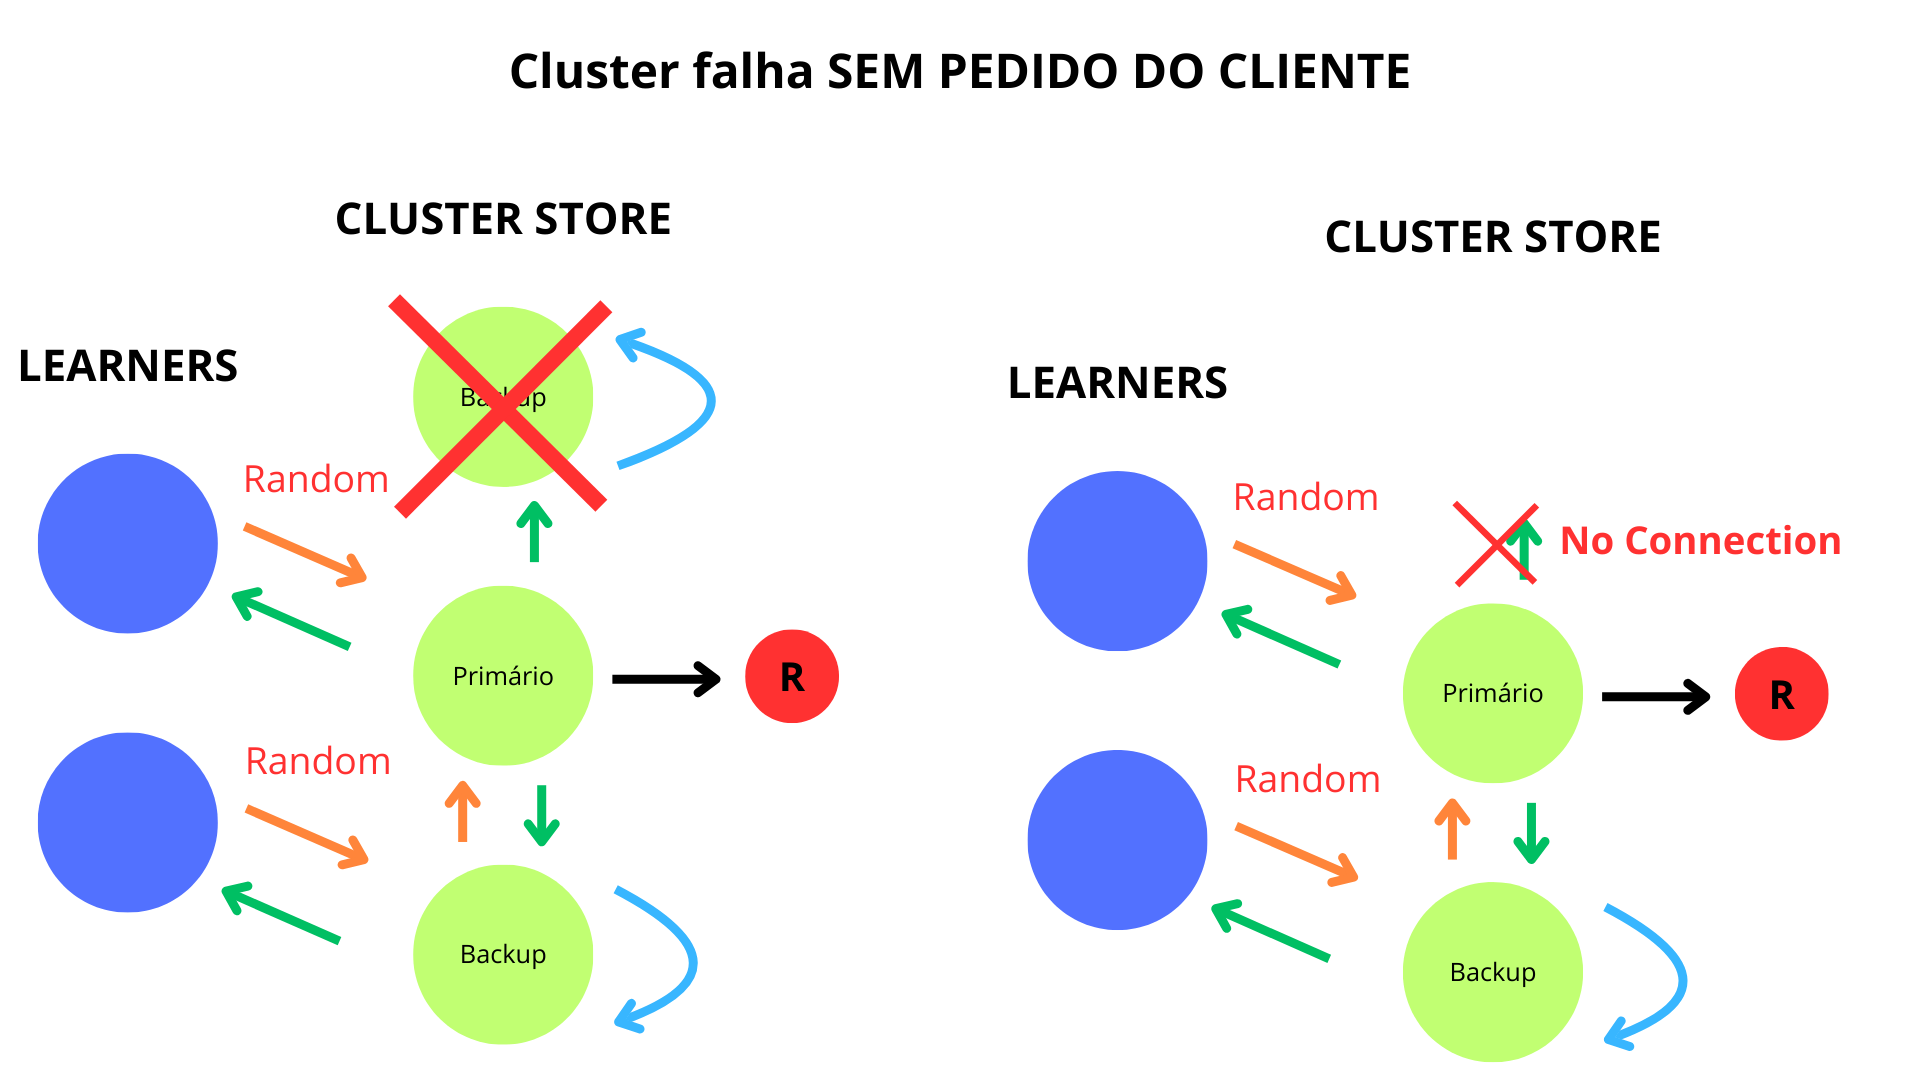 Cluster falha SEM PEDIDO DO CLIENTE
CLUSTER STORE
LEARNERS
Backup
Random
Primário
R
Random
Backup
CLUSTER STORE
LEARNERS
Random
No Connection
Primário
R
Random
Backup